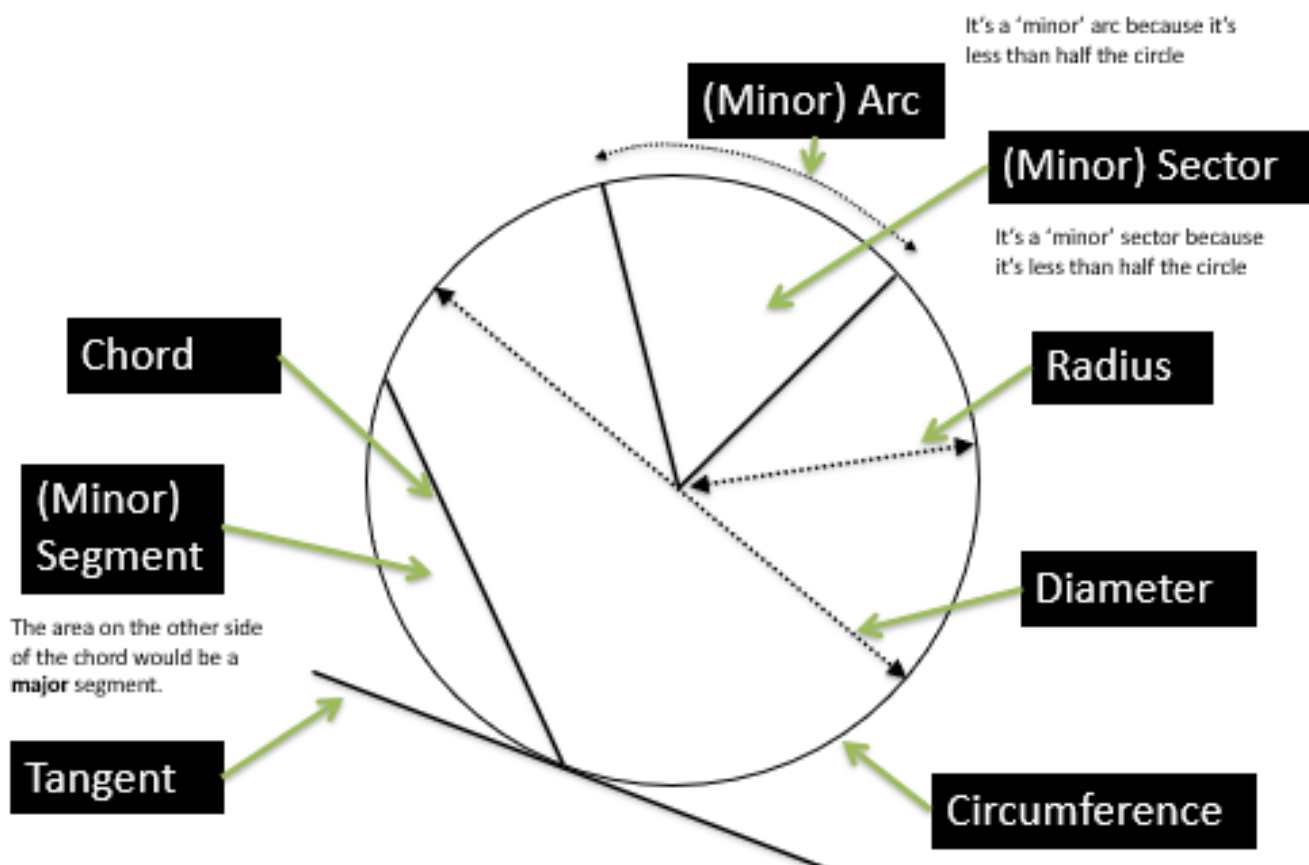 It's a 'minor' arc because it's
less than half the circle
(Minor) Arc
(Minor) Sector
It's a 'minor' sector because
it's less than half the circle
Chord
Radius
(Minor)
Segment
Diameter
The area on the other side
of the chord would be a
major segment.
Tangent
Circumference